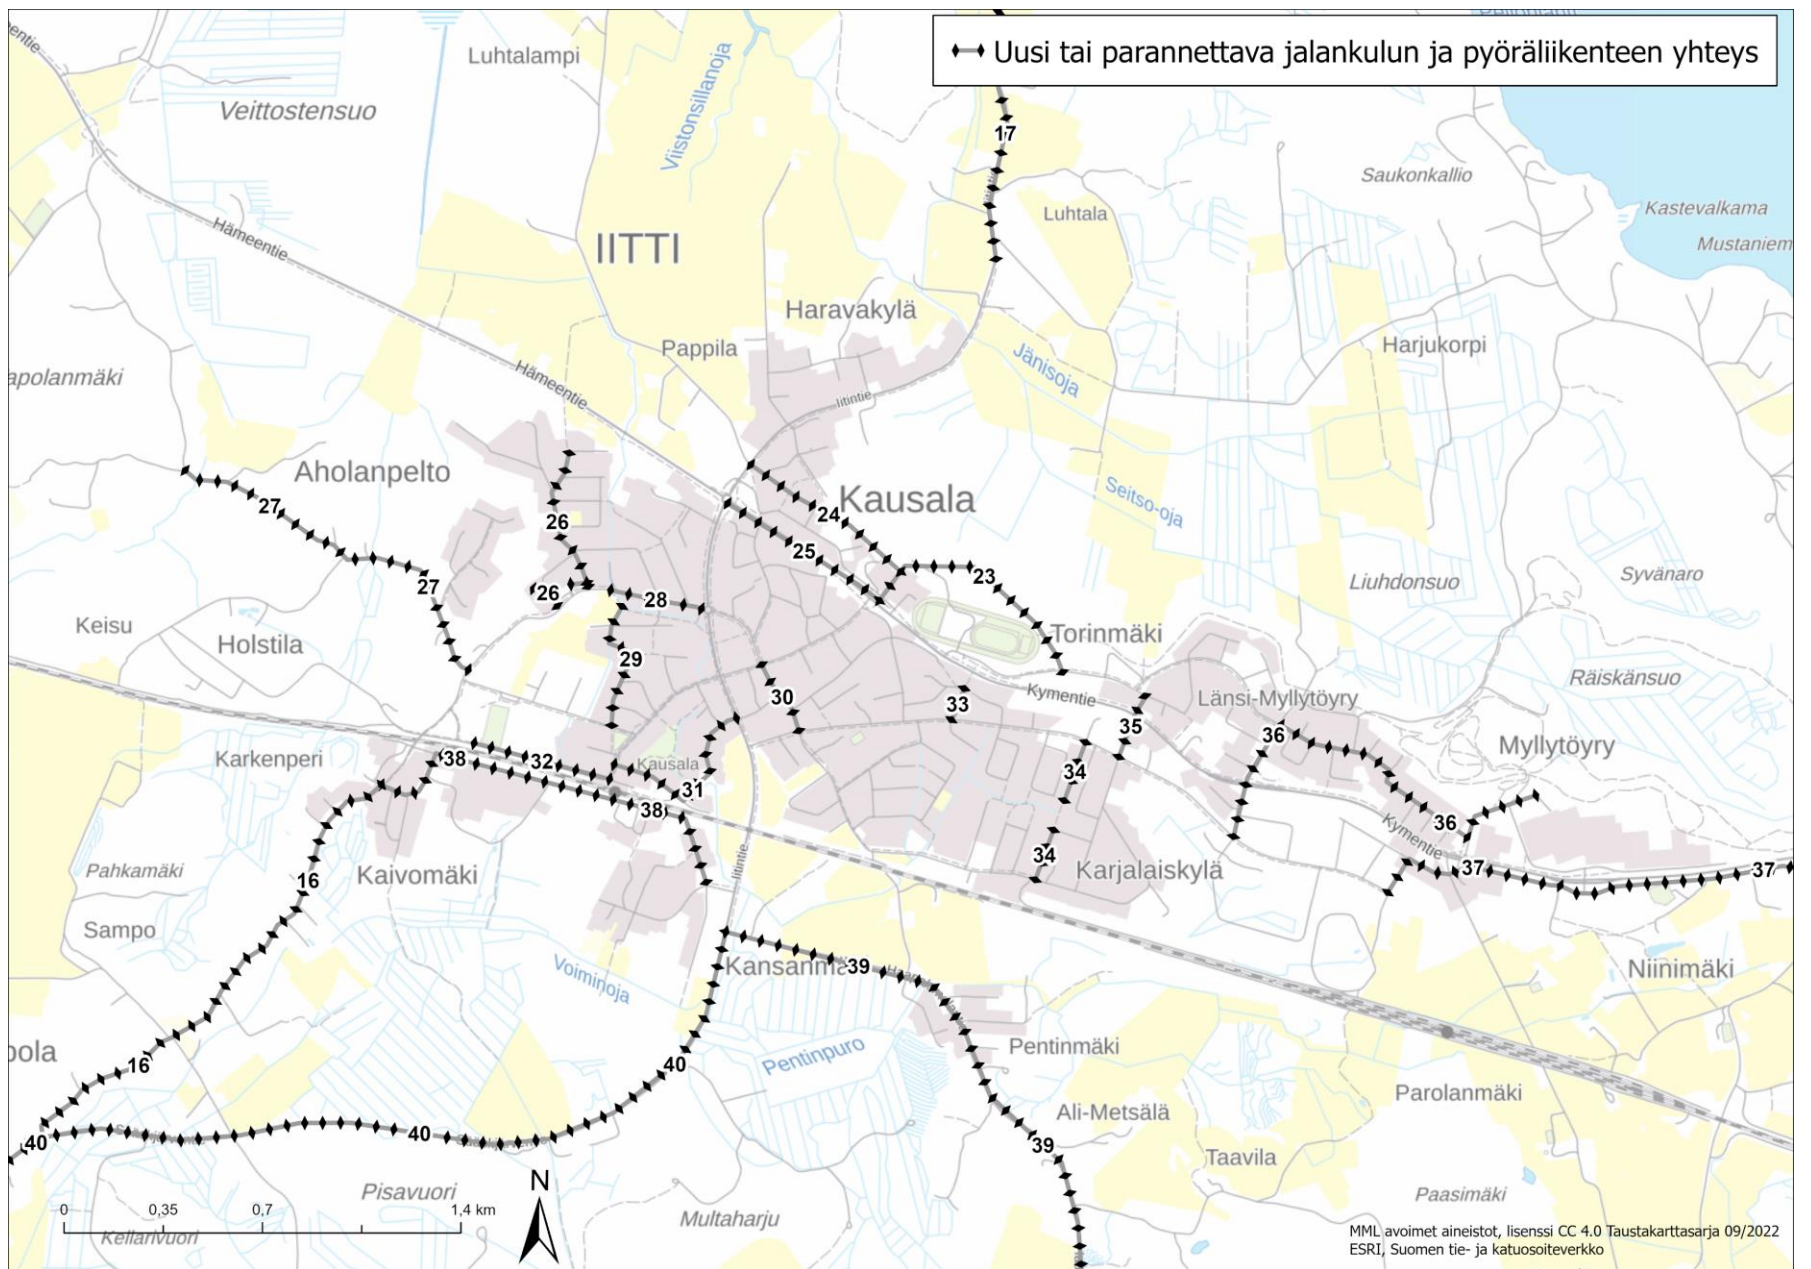 Uusi tai parannettava jalankulun ja pyöräliikenteen yhteys
Luhtalampi
Veittostensuo
Viistonsillanoja
17
Saukonkallio
Luhtala
Kastevalkama
Hämeentie
IITTI
Haravakylä
Pappila
Jänisoja
Harjukorpi
Hämeentie
Iitintie
Aholanpelto
Kausala
27
26
24
25
Seitso-oja
27
26
28
23
Liuhdonsuo
Syvänaro
Keisu
Holstila
29
Torinmäki
30
33
Kymentie
Länsi-Myllytöyry
Räiskänsuo
35
36
Myllytöyry
Karkenperi
38
32
Kausala
31
34
38
36
Kymentie
Iitintie
34
Karjalaiskylä
37
37
Pahkamäki
16
Kaivomäki
Sampo
Voiminoja
39
Niinimäki
Pentinpuro
Pentinmäki
16
40
Parolanmäki
Ali-Metsälä
40
40
39
Taavila
Pisavuori
N
Multaharju
Paasimäki
0
0,35
0,7
1,4 km
Kellarivuori
MML avoimet aineistot, lisenssi CC 4.0 Taustakarttasarja 09/2022
ESRI, Suomen tie- ja katuosoiteverkko